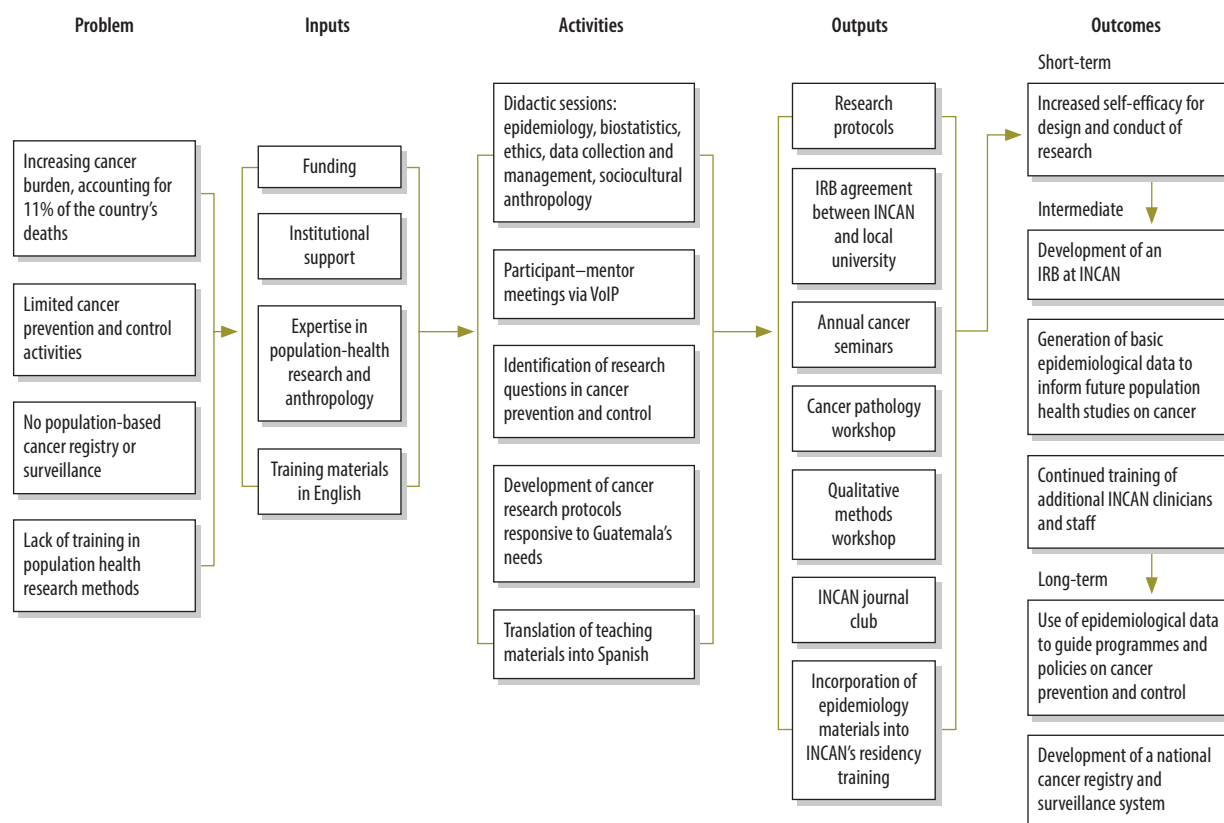 Problem
Inputs
Activities
Outputs
Outcomes
Increasing cancer
burden, accounting for
11% of the country's
deaths
Limited cancer
prevention and control
activities
No population-based
cancer registry or
surveillance
Lack of training in
population health
research methods
Funding
Institutional
support
Expertise in
population-health
research and
anthropology
Training materials
in English
Didactic sessions:
epidemiology, biostatistics,
ethics, data collection and
management, sociocultural
anthropology
Participant–mentor
meetings via VoIP
Identification of research
questions in cancer
prevention and control
Development of cancer
research protocols
responsive to Guatemala's
needs
Translation of teaching
materials into Spanish
Research
protocols
IRB agreement
between INCAN
and local
university
Annual cancer
seminars
Cancer pathology
workshop
Qualitative
methods
workshop
INCAN journal
club
Incorporation of
epidemiology
materials into
INCAN's residency
training
Short-term
Increased self-efficacy for
design and conduct of
research
Intermediate
Development of an
IRB at INCAN
Generation of basic
epidemiological data to
inform future population
health studies on cancer
Continued training of
additional INCAN clinicians
and staff
Long-term
Use of epidemiological data
to guide programmes and
policies on cancer
prevention and control
Development of a national
cancer registry and
surveillance system